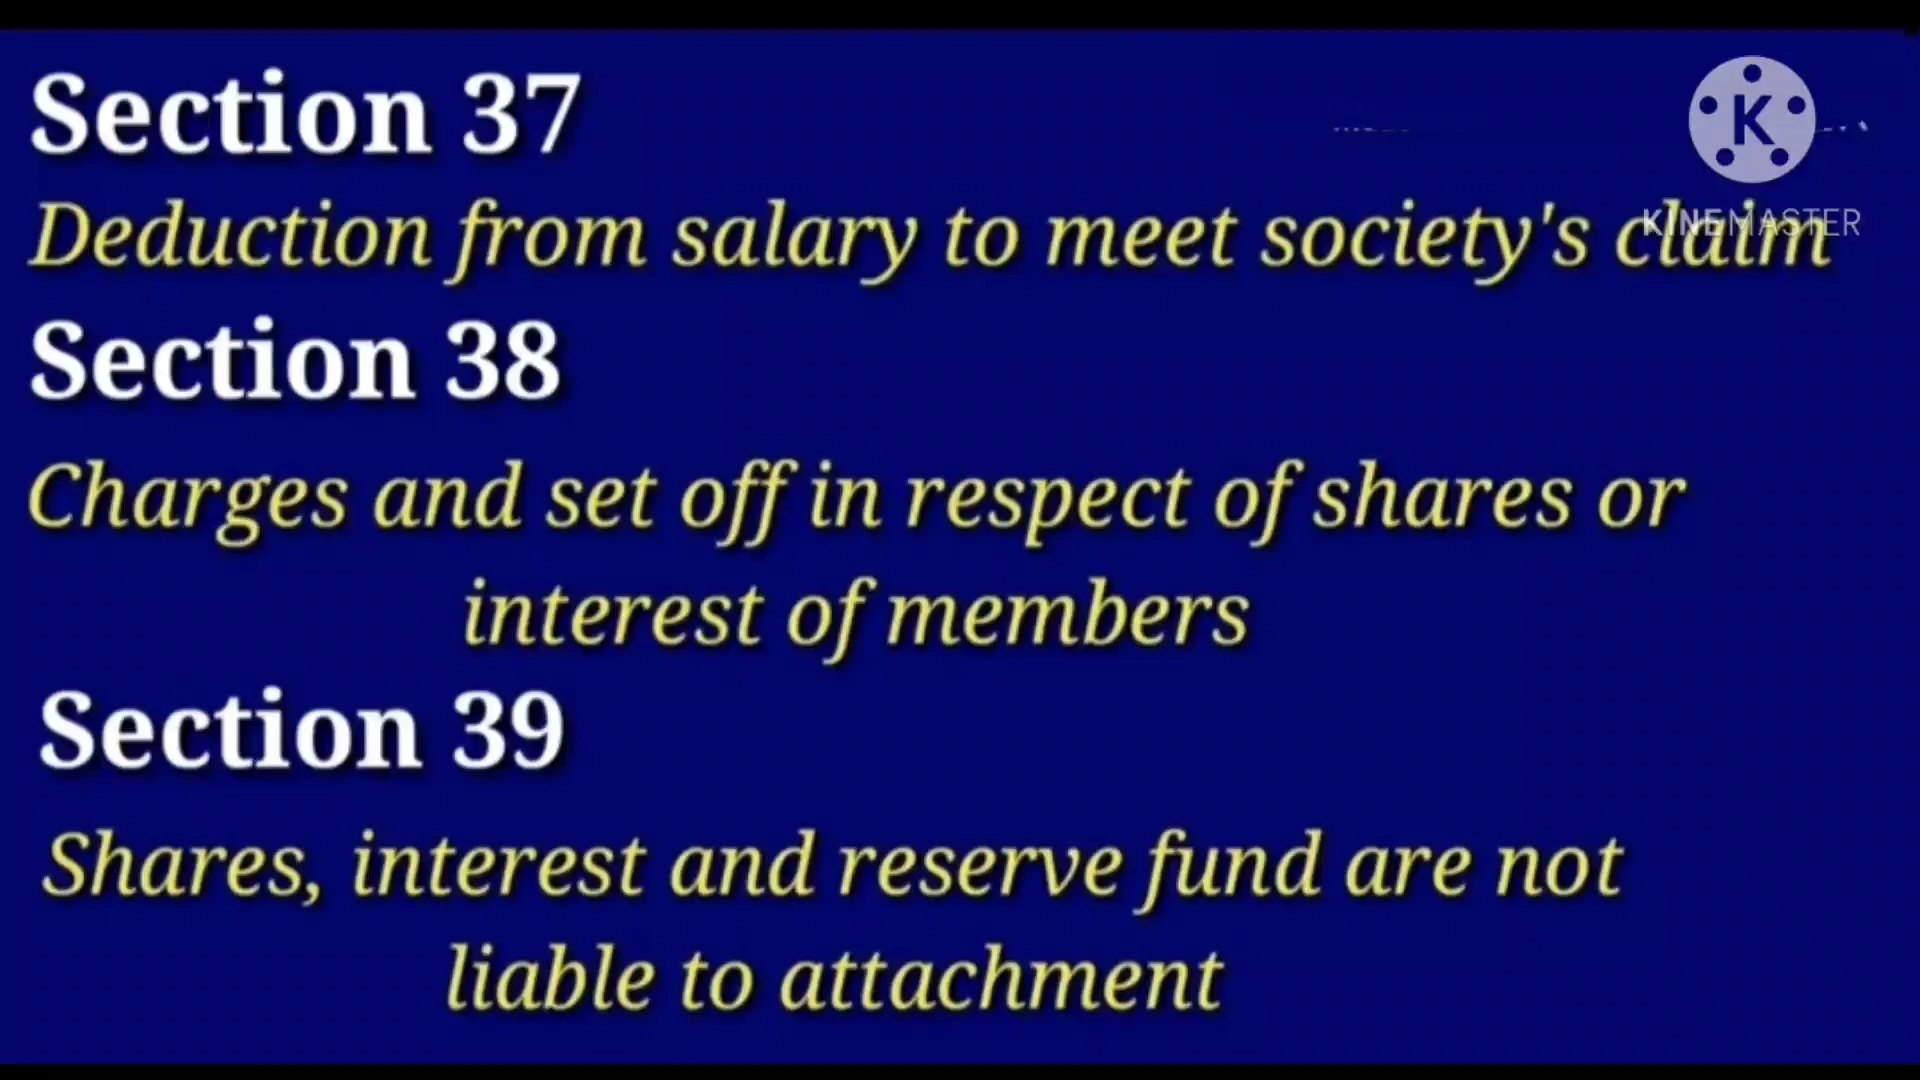 Section 37
Deduction from salary to meet society's claim
K
KINEMASTER
Section 38
Charges and set off in respect of shares or
interest of members
Section 39
Shares, interest and reserve fund are not
liable to attachment